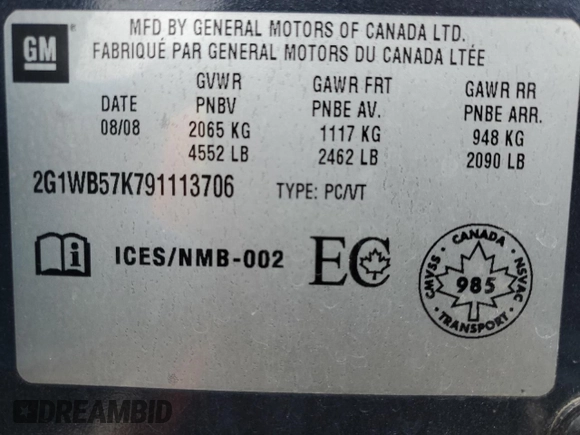 GM
MFD BY GENERAL MOTORS OF CANADA LTD.
FABRIQUÉ PAR GENERAL MOTORS DU CANADA LTÉE
GVWR GAWR FRT GAWR RR
DATE PNBV PNBE AV. PNBE ARR.
08/08 2065 KG 1117 KG 948 KG
4552 LB 2462 LB 2090 LB
2G1WB57K791113706 TYPE: PC/VT
ICES/NMB-002 EC
CANADA
CMVSS 985 NSVAC
TRANSPORT
DREAMBID